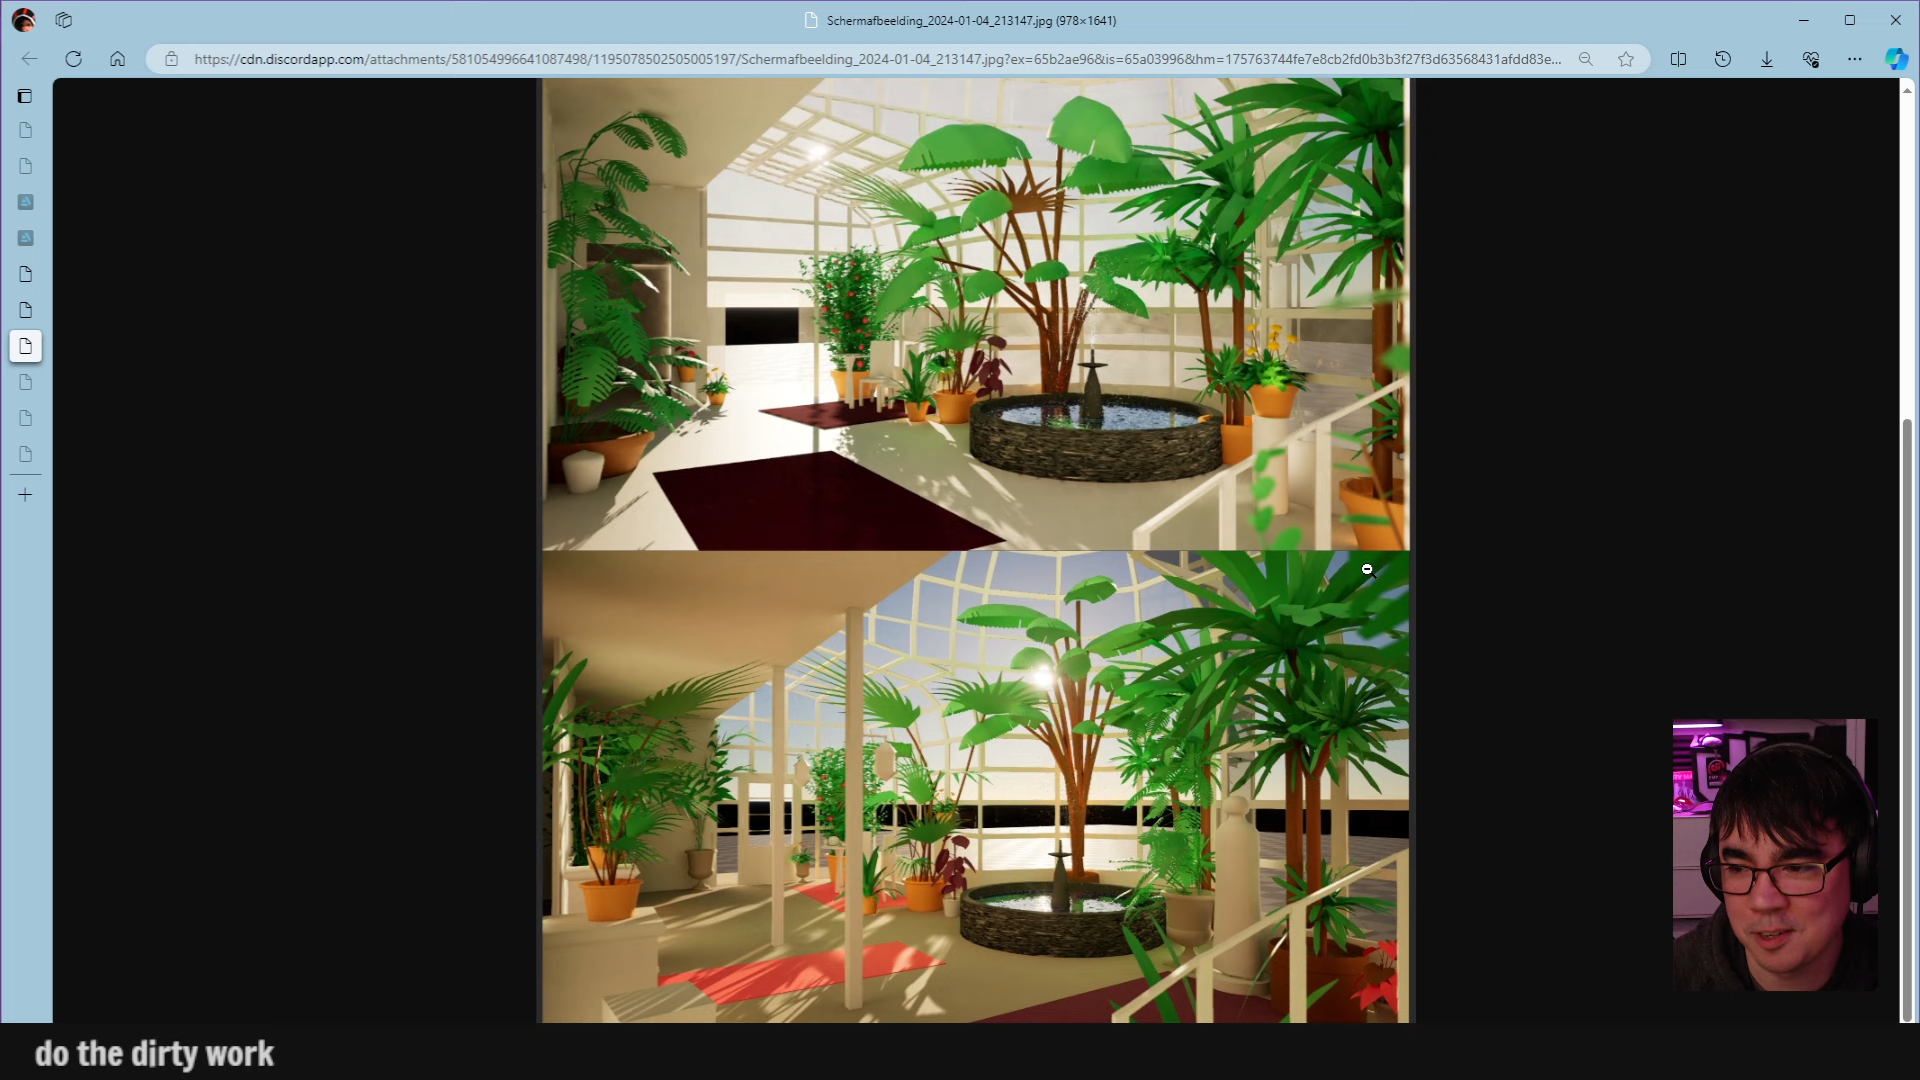 Schermafbeelding_2024-01-04_213147.jpg (978×1641)
https://cdn.discordapp.com/attachments/581054996641087498/1195078502505005197/Schermafbeelding_2024-01-04_213147.jpg?ex=65b2ae96&is=65a03996&hm=175763744fe7e8cb2fd0b3b3f27f3d63568431afdd83e...
do the dirty work